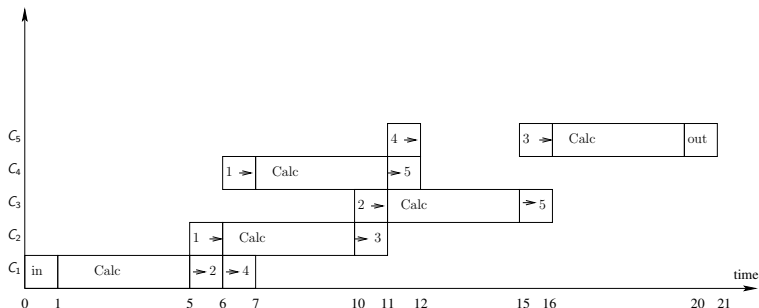 C5 4 → 3 → Calc out
C4 1 → Calc → 5
C3 2 → Calc → 5
C2 1 → Calc → 3
C1 in Calc → 2 → 4
time
0 1 5 6 7 10 11 12 15 16 20 21